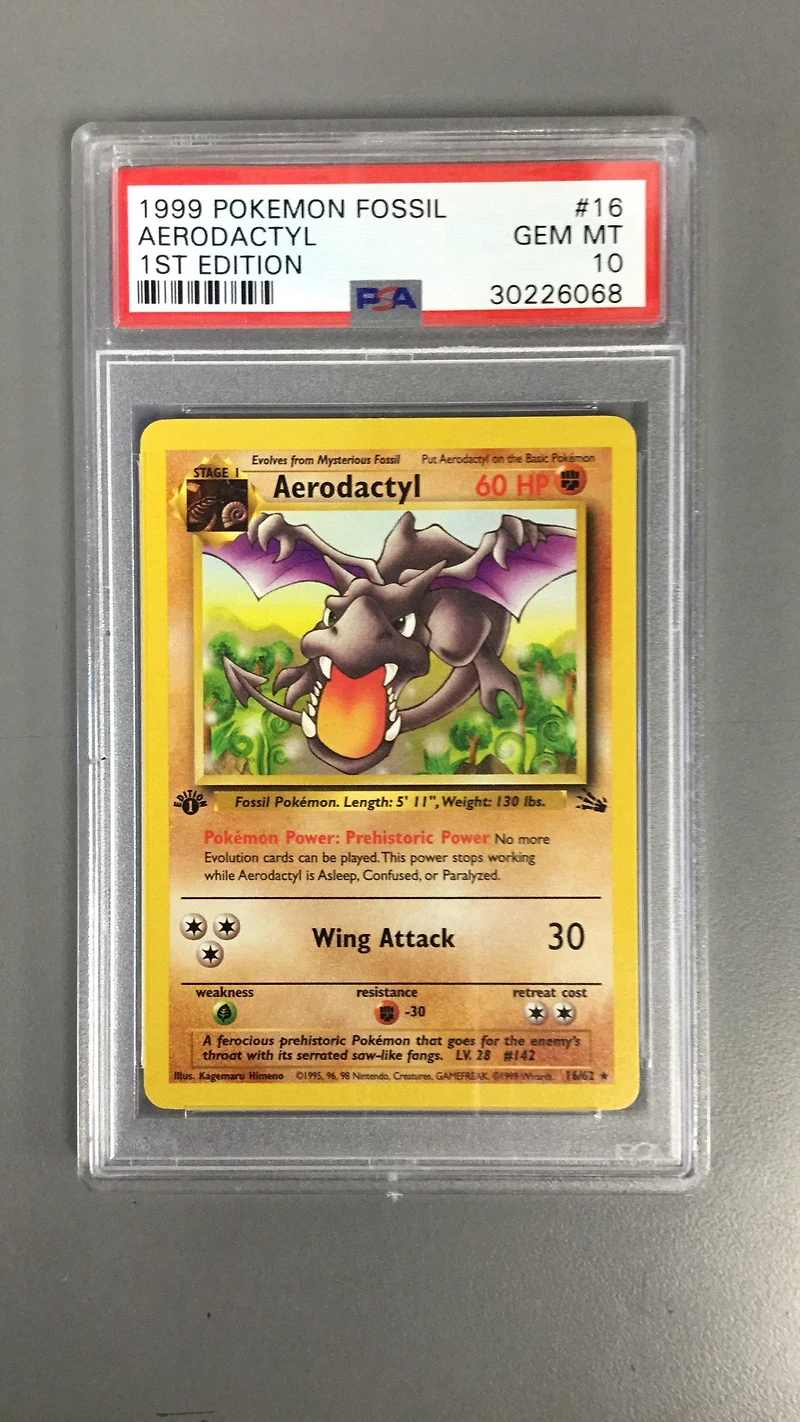 1999 POKEMON FOSSIL #16
AERODACTYL GEM MT
1ST EDITION 10
PSA 30226068
Evolves from Mysterious Fossil Put Aerodactyl on the Basic Pokémon
STAGE 1
Aerodactyl 60 HP
EDITION
1
Fossil Pokémon. Length: 5' 11", Weight: 130 lbs.
Pokémon Power: Prehistoric Power No more
Evolution cards can be played. This power stops working
while Aerodactyl is Asleep, Confused, or Paralyzed.
Wing Attack 30
weakness resistance retreat cost
-30
A ferocious prehistoric Pokémon that goes for the enemy's
throat with its serrated saw-like fangs. LV. 28 #142
Illus. Kagemaru Himeno ©1995, 96, 98 Nintendo, Creatures, GAMEFREAK. ©1999 Wizards. 16/62 ★